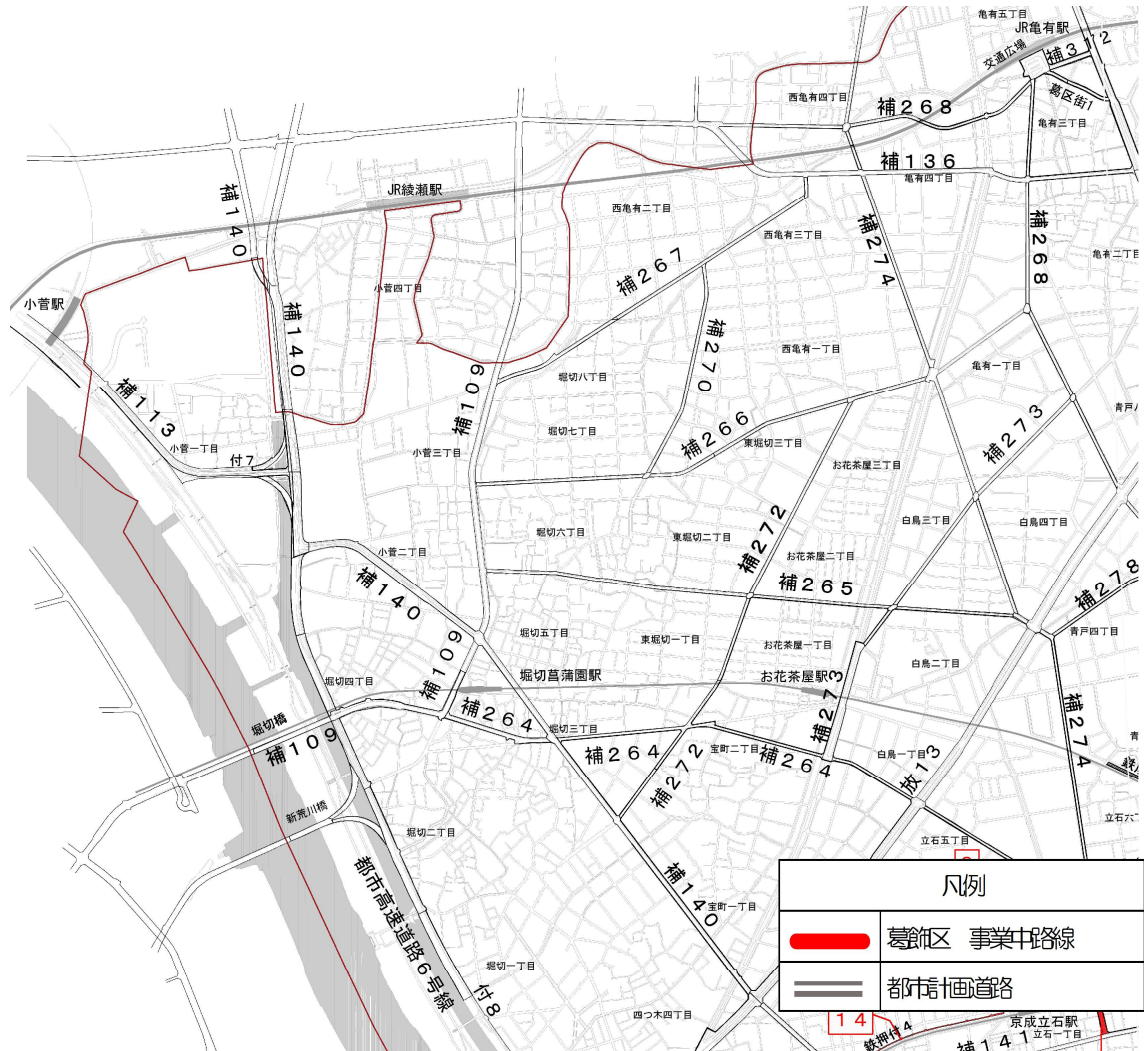 亀有五丁目
JR亀有駅
交通広場
補312
西亀有四丁目
葛区街1
補268
亀有三丁目
補136
亀有四丁目
補140
JR綾瀬駅
西亀有二丁目
西亀有三丁目
補274
補268
亀有二丁目
補267
小菅駅
小菅四丁目
補140
補270
西亀有一丁目
亀有一丁目
堀切八丁目
補109
補113
堀切七丁目
補266
東堀切三丁目
補273
小菅一丁目
付7
小菅三丁目
お花茶屋三丁目
白鳥三丁目
白鳥四丁目
堀切六丁目
東堀切二丁目
補272
お花茶屋二丁目
小菅二丁目
補140
補265
補278
堀切五丁目
東堀切一丁目
お花茶屋一丁目
青戸四丁目
補109
堀切菖蒲園駅
お花茶屋駅
白鳥二丁目
堀切四丁目
補264
堀切三丁目
補273
補274
堀切橋
補109
補264
補272
宝町二丁目
補264
白鳥一丁目
放13
新荒川橋
堀切二丁目
立石五丁目
都市高速道路6号線
補140
宝町一丁目
凡例
葛飾区 事業中路線
都市計画道路
堀切一丁目
付8
四つ木四丁目
14
鉄押付4
京成立石駅
補141
立石一丁目